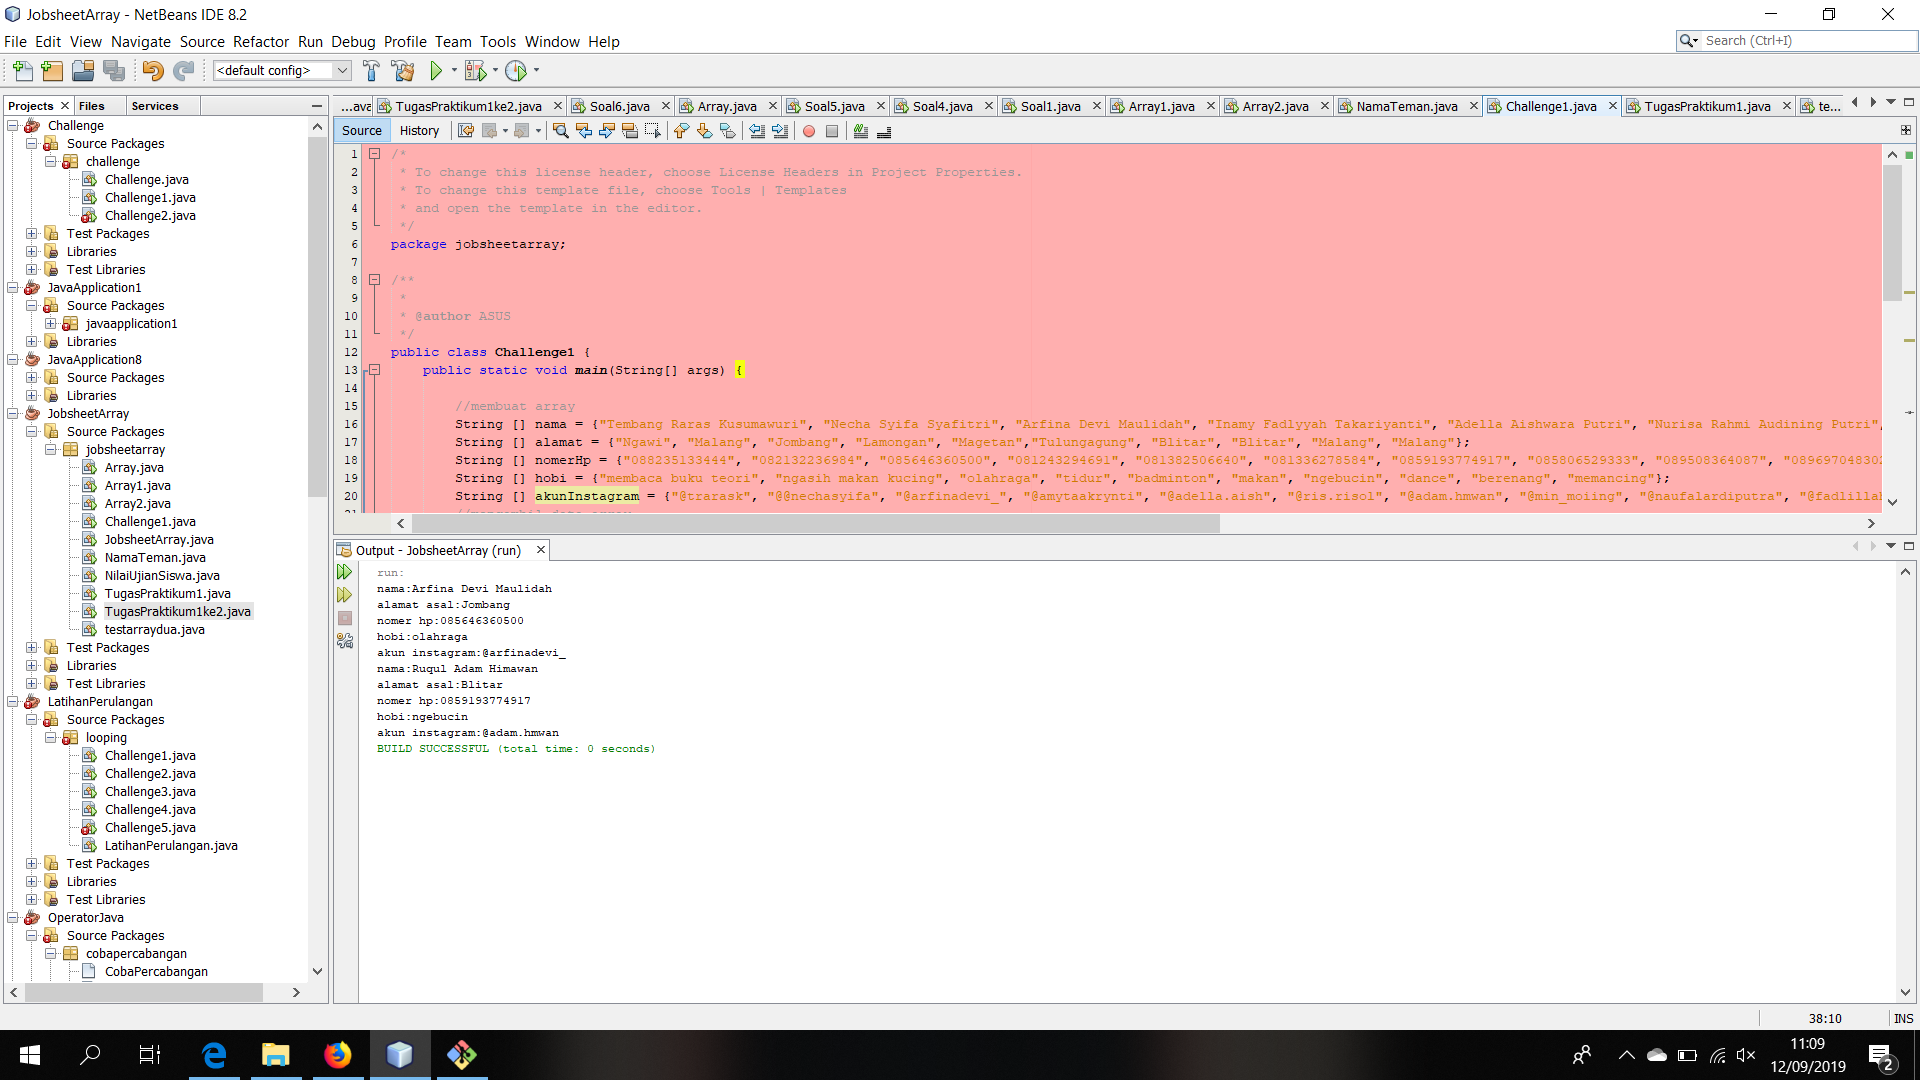 JobsheetArray - NetBeans IDE 8.2
File Edit View Navigate Source Refactor Run Debug Profile Team Tools Window Help
Search (Ctrl+I)
<default config>
Projects Files Services
Challenge
Source Packages
challenge
Challenge.java
Challenge1.java
Challenge2.java
Test Packages
Libraries
Test Libraries
JavaApplication1
Source Packages
javaapplication1
Libraries
JavaApplication8
Source Packages
Libraries
JobsheetArray
Source Packages
jobsheetarray
Array.java
Array1.java
Array2.java
Challenge1.java
JobsheetArray.java
NamaTeman.java
NilaiUjianSiswa.java
TugasPraktikum1.java
TugasPraktikum1ke2.java
testarraydua.java
Test Packages
Libraries
Test Libraries
LatihanPerulangan
Source Packages
looping
Challenge1.java
Challenge2.java
Challenge3.java
Challenge4.java
Challenge5.java
LatihanPerulangan.java
Test Packages
Libraries
Test Libraries
OperatorJava
Source Packages
cobapercabangan
CobaPercabangan
...ava TugasPraktikum1ke2.java Soal6.java Array.java Soal5.java Soal4.java Soal1.java Array1.java Array2.java NamaTeman.java Challenge1.java TugasPraktikum1.java te...
Source History
1 /*
2 * To change this license header, choose License Headers in Project Properties.
3 * To change this template file, choose Tools | Templates
4 * and open the template in the editor.
5 */
6 package jobsheetarray;
7
8 /**
9 *
10 * @author ASUS
11 */
12 public class Challenge1 {
13 public static void main(String[] args) {
14
15 //membuat array
16 String [] nama = {"Tembang Raras Kusumawuri", "Necha Syifa Syafitri", "Arfina Devi Maulidah", "Inamy Fadlyyah Takariyanti", "Adella Aishwara Putri", "Nurisa Rahmi Audining Putri",
17 String [] alamat = {"Ngawi", "Malang", "Jombang", "Lamongan", "Magetan","Tulungagung", "Blitar", "Blitar", "Malang", "Malang"};
18 String [] nomerHp = {"088235133444", "082132236984", "085646360500", "081243294691", "081382506640", "081336278584", "0859193774917", "085806529333", "089508364087", "089697048302
19 String [] hobi = {"membaca buku teori", "ngasih makan kucing", "olahraga", "tidur", "badminton", "makan", "ngebucin", "dance", "berenang", "memancing"};
20 String [] akunInstagram = {"@trarask", "@@nechasyifa", "@arfinadevi_", "@amytaakrynti", "@adella.aish", "@ris.risol", "@adam.hmwan", "@min_moiing", "@naufalardiputra", "@fadlilla
Output - JobsheetArray (run)
run:
nama:Arfina Devi Maulidah
alamat asal:Jombang
nomer hp:085646360500
hobi:olahraga
akun instagram:@arfinadevi_
nama:Ruqul Adam Himawan
alamat asal:Blitar
nomer hp:0859193774917
hobi:ngebucin
akun instagram:@adam.hmwan
BUILD SUCCESSFUL (total time: 0 seconds)
38:10 INS
11:09
12/09/2019
2